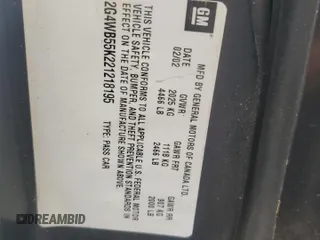 GM
MFD BY GENERAL MOTORS OF CANADA LTD.
DATE GVWR GAWR FRT GAWR RR
02/02 2025 KG 1118 KG 907 KG
4466 LB 2466 LB 2000 LB
THIS VEHICLE CONFORMS TO ALL APPLICABLE U.S. FEDERAL MOTOR
VEHICLE SAFETY, BUMPER, AND THEFT PREVENTION STANDARDS IN
EFFECT ON THE DATE OF MANUFACTURE SHOWN ABOVE.
2G4WB55K221218195 TYPE: PASS CAR
DREAMBID